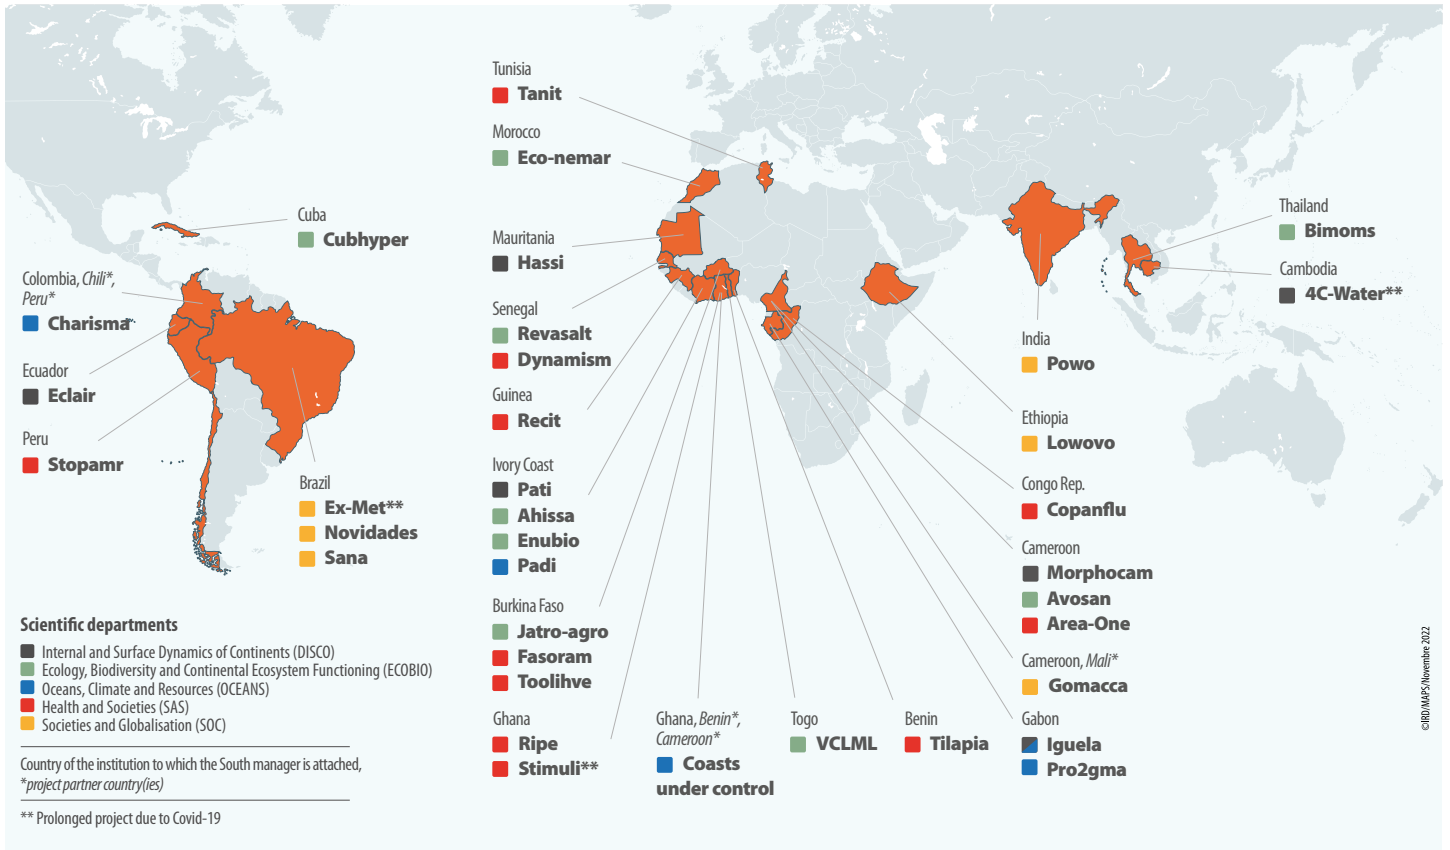 Tunisia
Tanit
Morocco
Eco-nemar
Mauritania
Hassi
Senegal
Revasalt
Dynamism
Guinea
Recit
Ivory Coast
Pati
Ahissa
Enubio
Padi
Burkina Faso
Jatro-agro
Fasoram
Toolihve
Ghana
Ripe
Stimuli**
Cuba
Cubhyper
Colombia, Chili*,
Peru*
Charisma
Ecuador
Eclair
Peru
Stopamr
Brazil
Ex-Met**
Novidades
Sana
Ghana, Benin*,
Cameroon*
Coasts
under control
Togo
VCLML
Benin
Tilapia
Thailand
Bimoms
Cambodia
4C-Water**
India
Powo
Ethiopia
Lowovo
Congo Rep.
Copanflu
Cameroon
Morphocam
Avosan
Area-One
Cameroon, Mali*
Gomacca
Gabon
Iguela
Pro2gma
Scientific departments
Internal and Surface Dynamics of Continents (DISCO)
Ecology, Biodiversity and Continental Ecosystem Functioning (ECOBIO)
Oceans, Climate and Resources (OCEANS)
Health and Societies (SAS)
Societies and Globalisation (SOC)
Country of the institution to which the South manager is attached,
*project partner country(ies)
** Prolonged project due to Covid-19
©IRD/MAPS/Novembre 2022